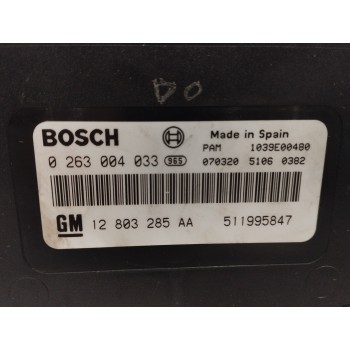 DO
BOSCH Made in Spain
0 263 004 033 965 PAM 1039E00480
070320 5106 0382
GM 12 803 285 AA 511995847